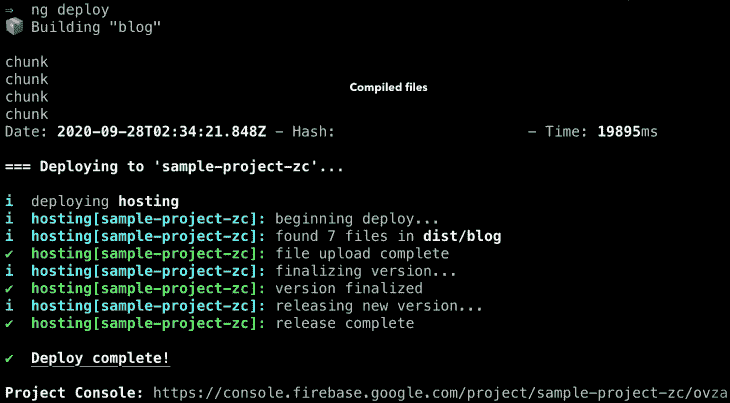 ⇒ ng deploy
📦 Building "blog"
chunk
chunk
Compiled files
chunk
chunk
Date: 2020-09-28T02:34:21.848Z - Hash: - Time: 19895ms
=== Deploying to 'sample-project-zc'...
i deploying hosting
i hosting[sample-project-zc]: beginning deploy...
i hosting[sample-project-zc]: found 7 files in dist/blog
✔ hosting[sample-project-zc]: file upload complete
i hosting[sample-project-zc]: finalizing version...
✔ hosting[sample-project-zc]: version finalized
i hosting[sample-project-zc]: releasing new version...
✔ hosting[sample-project-zc]: release complete
✔ Deploy complete!
Project Console: https://console.firebase.google.com/project/sample-project-zc/ovza